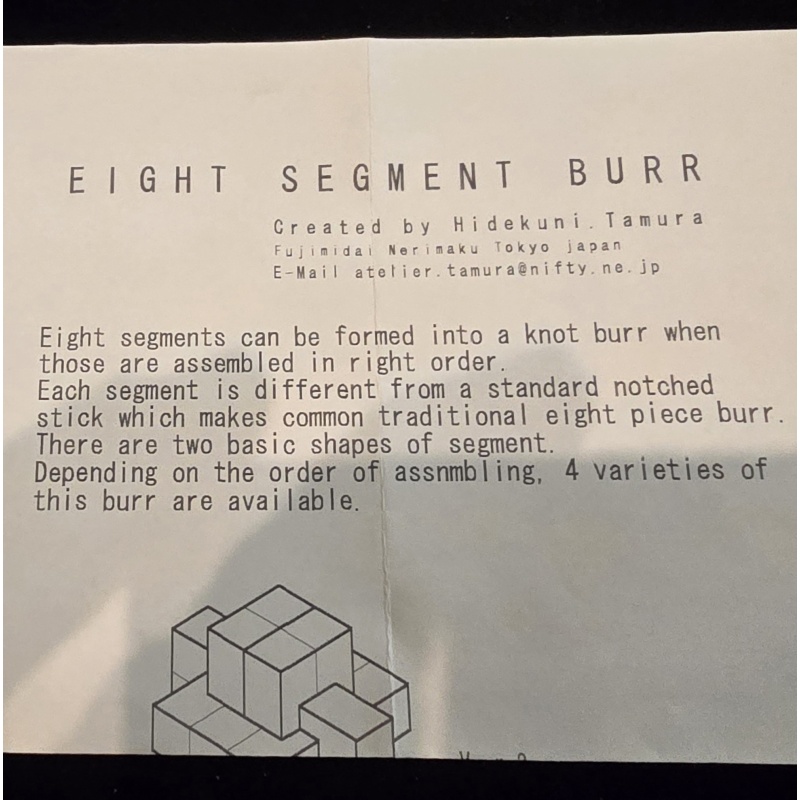 EIGHT SEGMENT BURR
Created by Hidekuni.Tamura
Fujimidai Nerimaku Tokyo japan
E-Mail atelier.tamura@nifty.ne.jp
Eight segments can be formed into a knot burr when
those are assembled in right order.
Each segment is different from a standard notched
stick which makes common traditional eight piece burr.
There are two basic shapes of segment.
Depending on the order of assnmbling, 4 varieties of
this burr are available.